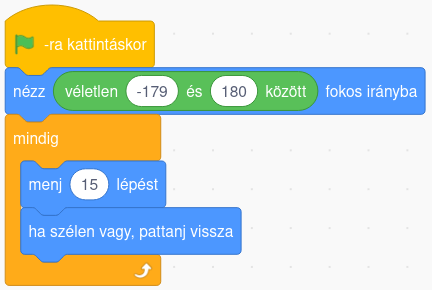 -ra kattintáskor
nézz véletlen -179 és 180 között fokos irányba
mindig
menj 15 lépést
ha szélen vagy, pattanj vissza